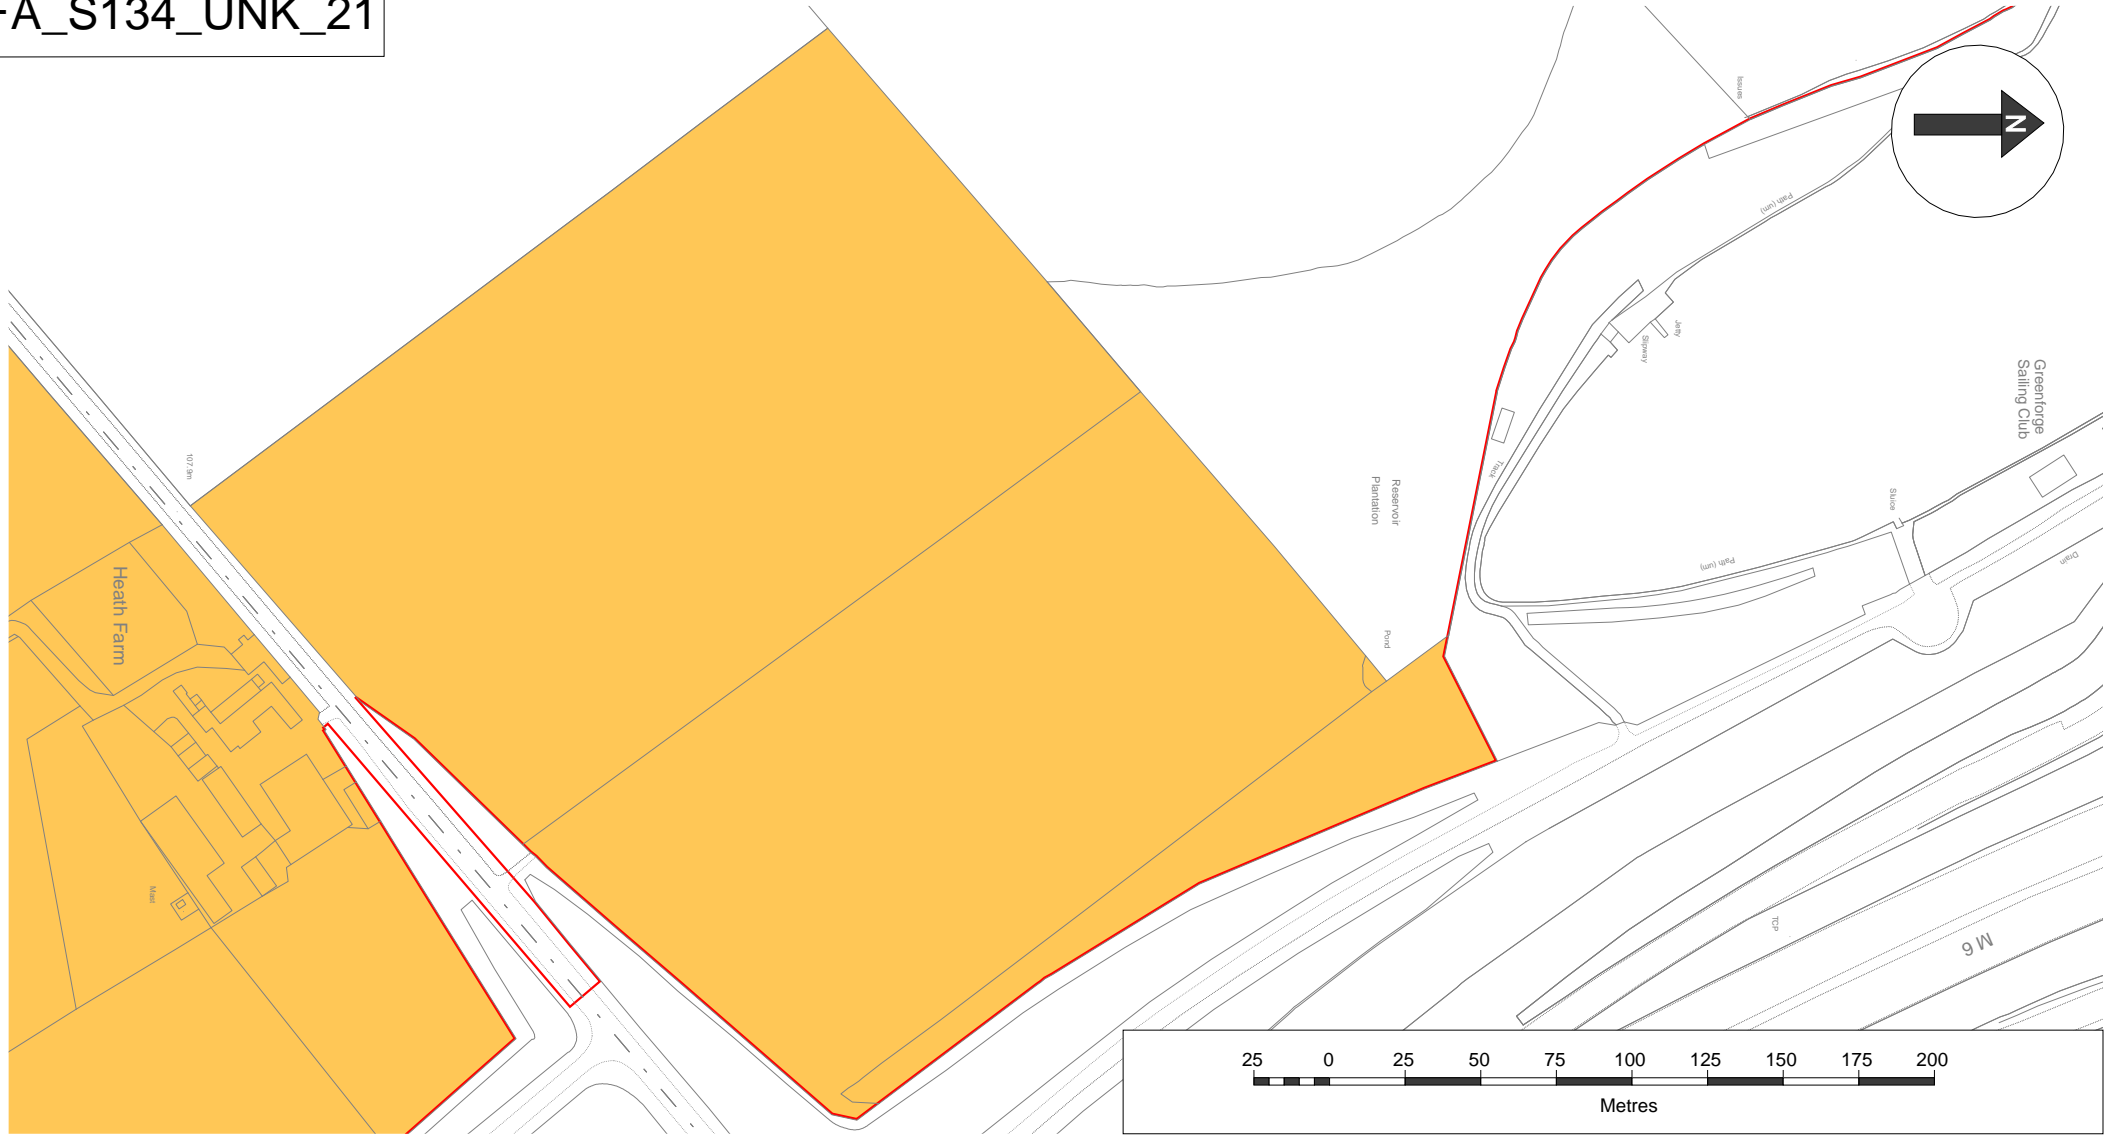 A_S134_UNK_21
Issues
N
Path (um)
Jetty
Slipway
Greenforge
Sailing Club
107.9m
Track
Reservoir
Plantation
Sluice
Drain
Path (um)
Heath Farm
Pond
Mast
TCP
M 6
25 0 25 50 75 100 125 150 175 200
Metres